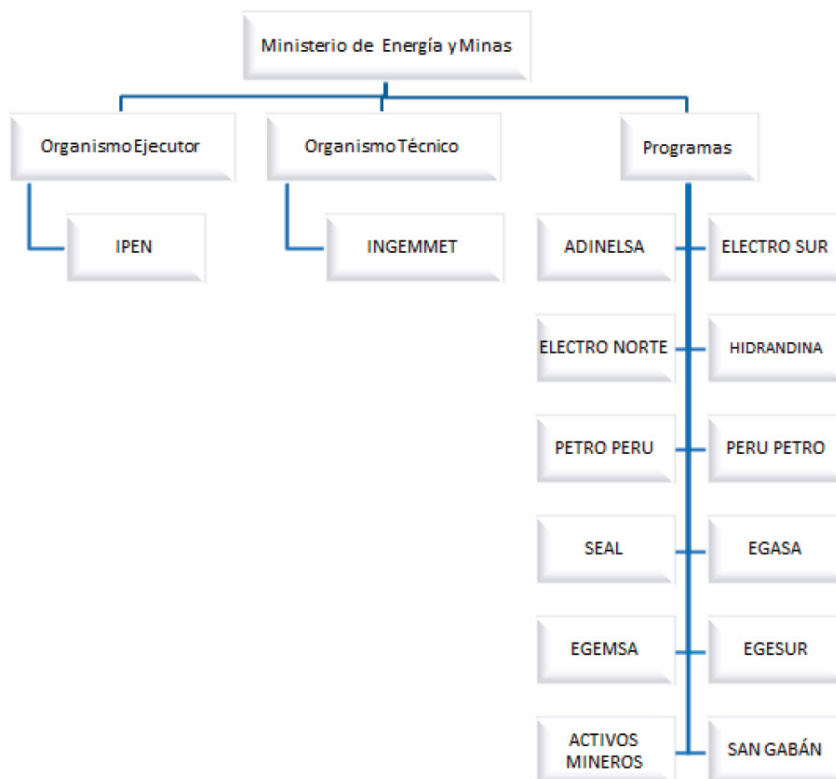 Ministerio de Energía y Minas
Organismo Ejecutor
Organismo Técnico
Programas
IPEN
INGEMMET
ADINELSA
ELECTRO SUR
ELECTRO NORTE
HIDRANDINA
PETRO PERU
PERU PETRO
SEAL
EGASA
EGEMSA
EGESUR
ACTIVOS
MINEROS
SAN GABÁN